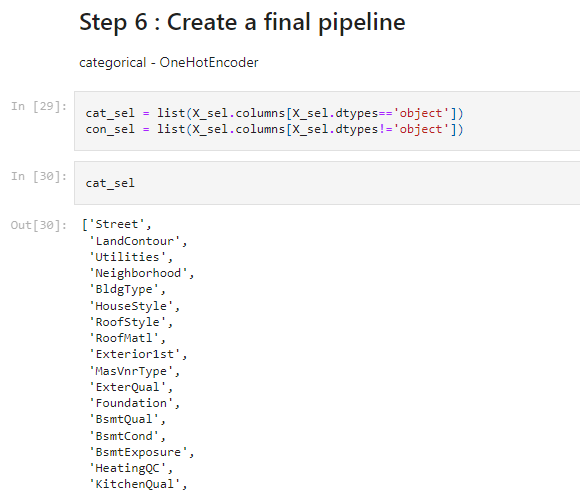 Step 6 : Create a final pipeline
categorical - OneHotEncoder
In [29]:
cat_sel = list(X_sel.columns[X_sel.dtypes=='object'])
con_sel = list(X_sel.columns[X_sel.dtypes!='object'])
In [30]:
cat_sel
Out[30]:
['Street',
'LandContour',
'Utilities',
'Neighborhood',
'BldgType',
'HouseStyle',
'RoofStyle',
'RoofMatl',
'Exterior1st',
'MasVnrType',
'ExterQual',
'Foundation',
'BsmtQual',
'BsmtCond',
'BsmtExposure',
'HeatingQC',
'KitchenQual',